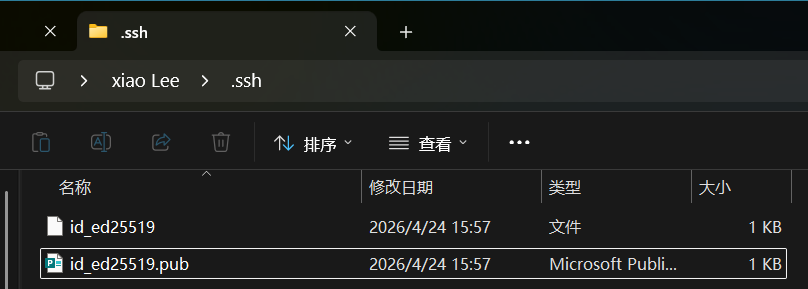 .ssh
xiao Lee > .ssh
排序 查看
名称 修改日期 类型 大小
id_ed25519 2026/4/24 15:57 文件 1 KB
id_ed25519.pub 2026/4/24 15:57 Microsoft Publi... 1 KB